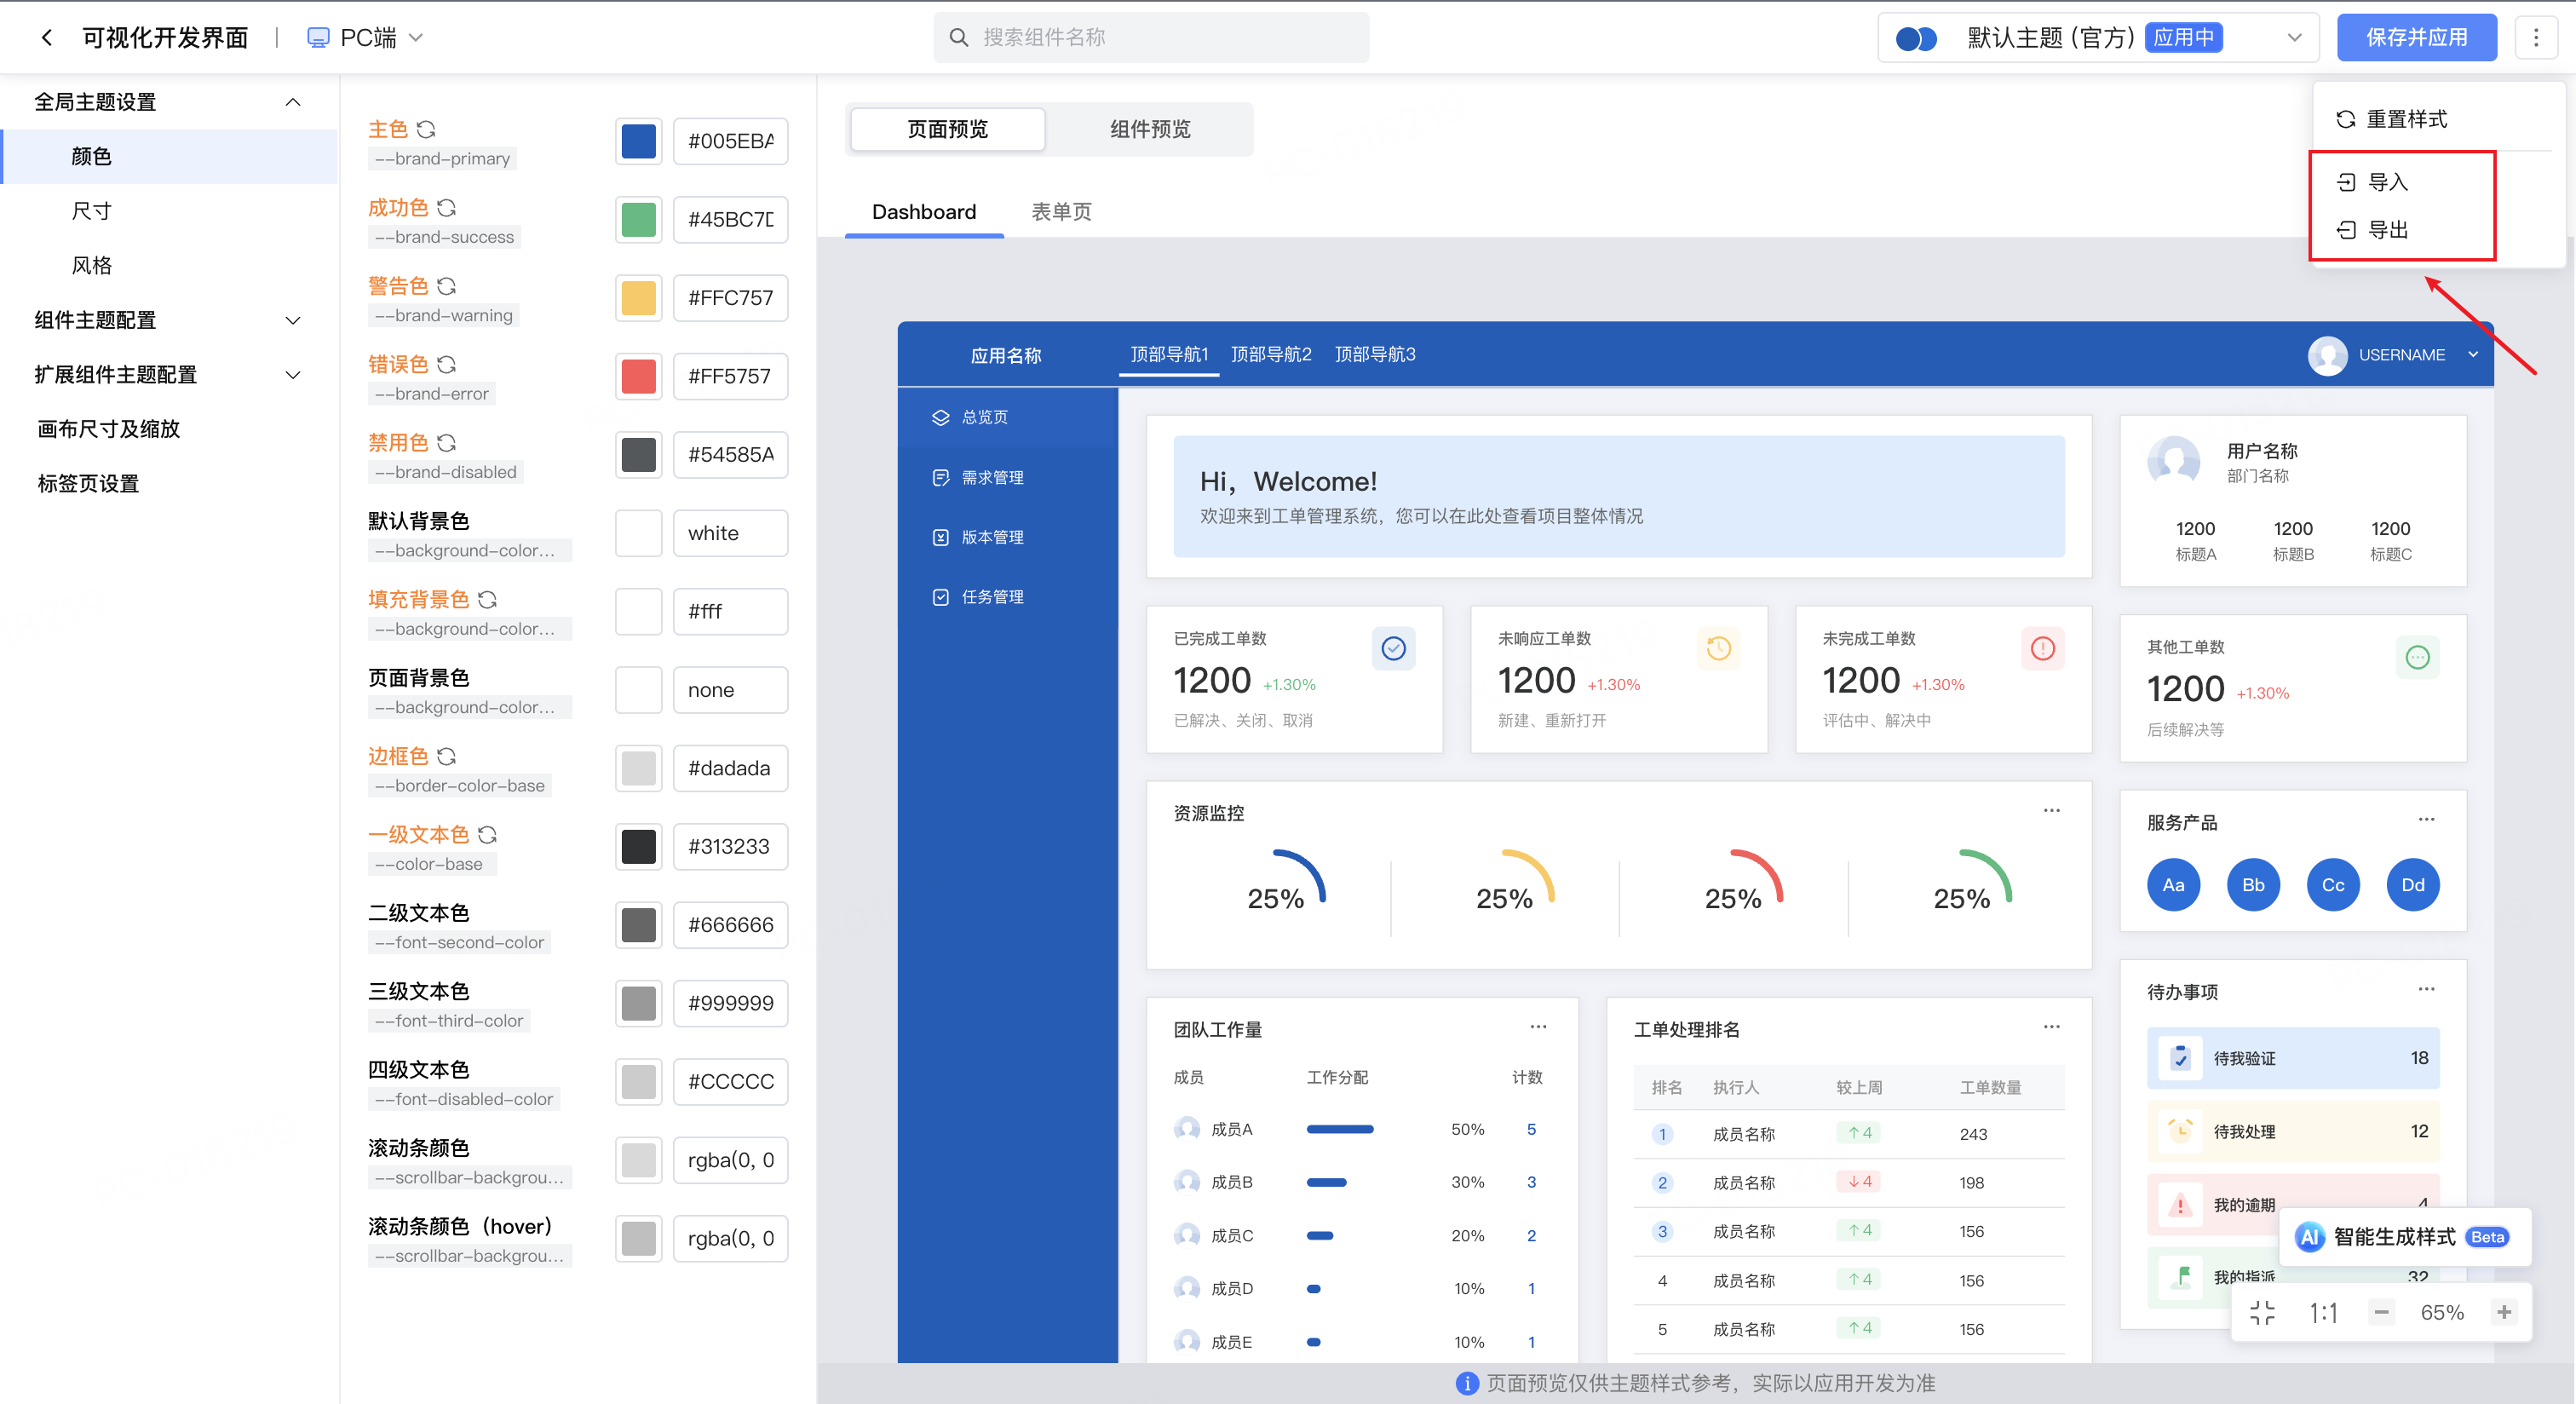 可视化开发界面
PC端
搜索组件名称
默认主题 (官方)
应用中
保存并应用
重置样式
导入
导出
全局主题设置
颜色
尺寸
风格
组件主题配置
扩展组件主题配置
画布尺寸及缩放
标签页设置
主色
--brand-primary
#005EBA
成功色
--brand-success
#45BC7D
警告色
--brand-warning
#FFC757
错误色
--brand-error
#FF5757
禁用色
--brand-disabled
#54585A
默认背景色
--background-color...
white
填充背景色
--background-color...
#fff
页面背景色
--background-color...
none
边框色
--border-color-base
#dadada
一级文本色
--color-base
#313233
二级文本色
--font-second-color
#666666
三级文本色
--font-third-color
#999999
四级文本色
--font-disabled-color
#CCCCC
滚动条颜色
--scrollbar-backgrou...
rgba(0, 0
滚动条颜色（hover）
--scrollbar-backgrou...
rgba(0, 0
页面预览
组件预览
Dashboard
表单页
应用名称
顶部导航1
顶部导航2
顶部导航3
USERNAME
总览页
需求管理
版本管理
任务管理
Hi，Welcome!
欢迎来到工单管理系统，您可以在此处查看项目整体情况
用户名称
部门名称
1200
1200
1200
标题A
标题B
标题C
已完成工单数
1200 +1.30%
已解决、关闭、取消
未响应工单数
1200 +1.30%
新建、重新打开
未完成工单数
1200 +1.30%
评估中、解决中
其他工单数
1200 +1.30%
后续解决等
资源监控
25%
25%
25%
25%
服务产品
Aa
Bb
Cc
Dd
团队工作量
成员 工作分配 计数
成员A 50% 5
成员B 30% 3
成员C 20% 2
成员D 10% 1
成员E 10% 1
工单处理排名
排名 执行人 较上周 工单数量
1 成员名称 ↑4 243
2 成员名称 ↓4 198
3 成员名称 ↑4 156
4 成员名称 ↑4 156
5 成员名称 ↑4 156
待办事项
待我验证 18
待我处理 12
我的逾期 4
我的指派 32
AI 智能生成样式 Beta
1:1
65%
页面预览仅供主题样式参考，实际以应用开发为准